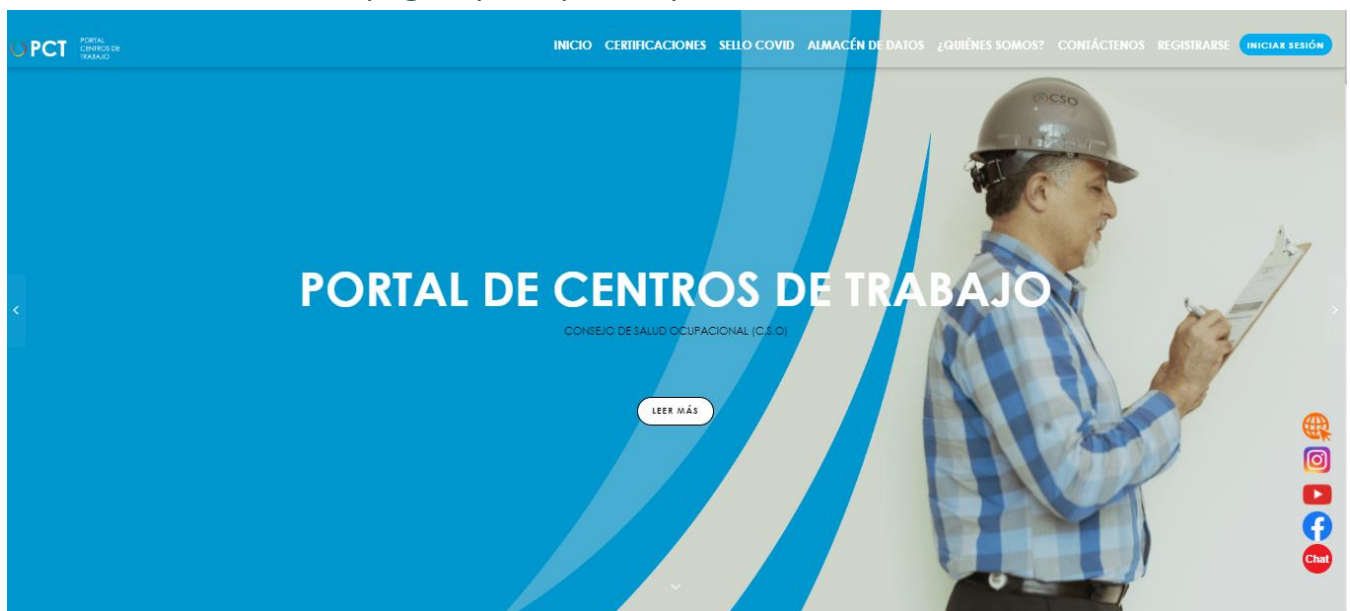 PCT
PORTAL
CENTROS DE
TRABAJO
INICIO CERTIFICACIONES SELLO COVID ALMACÉN DE DATOS ¿QUIÉNES SOMOS? CONTÁCTENOS REGISTRARSE INICIAR SESIÓN
CSO
PORTAL DE CENTROS DE TRABAJO
CONSEJO DE SALUD OCUPACIONAL (C.S.O)
LEER MÁS
Chat